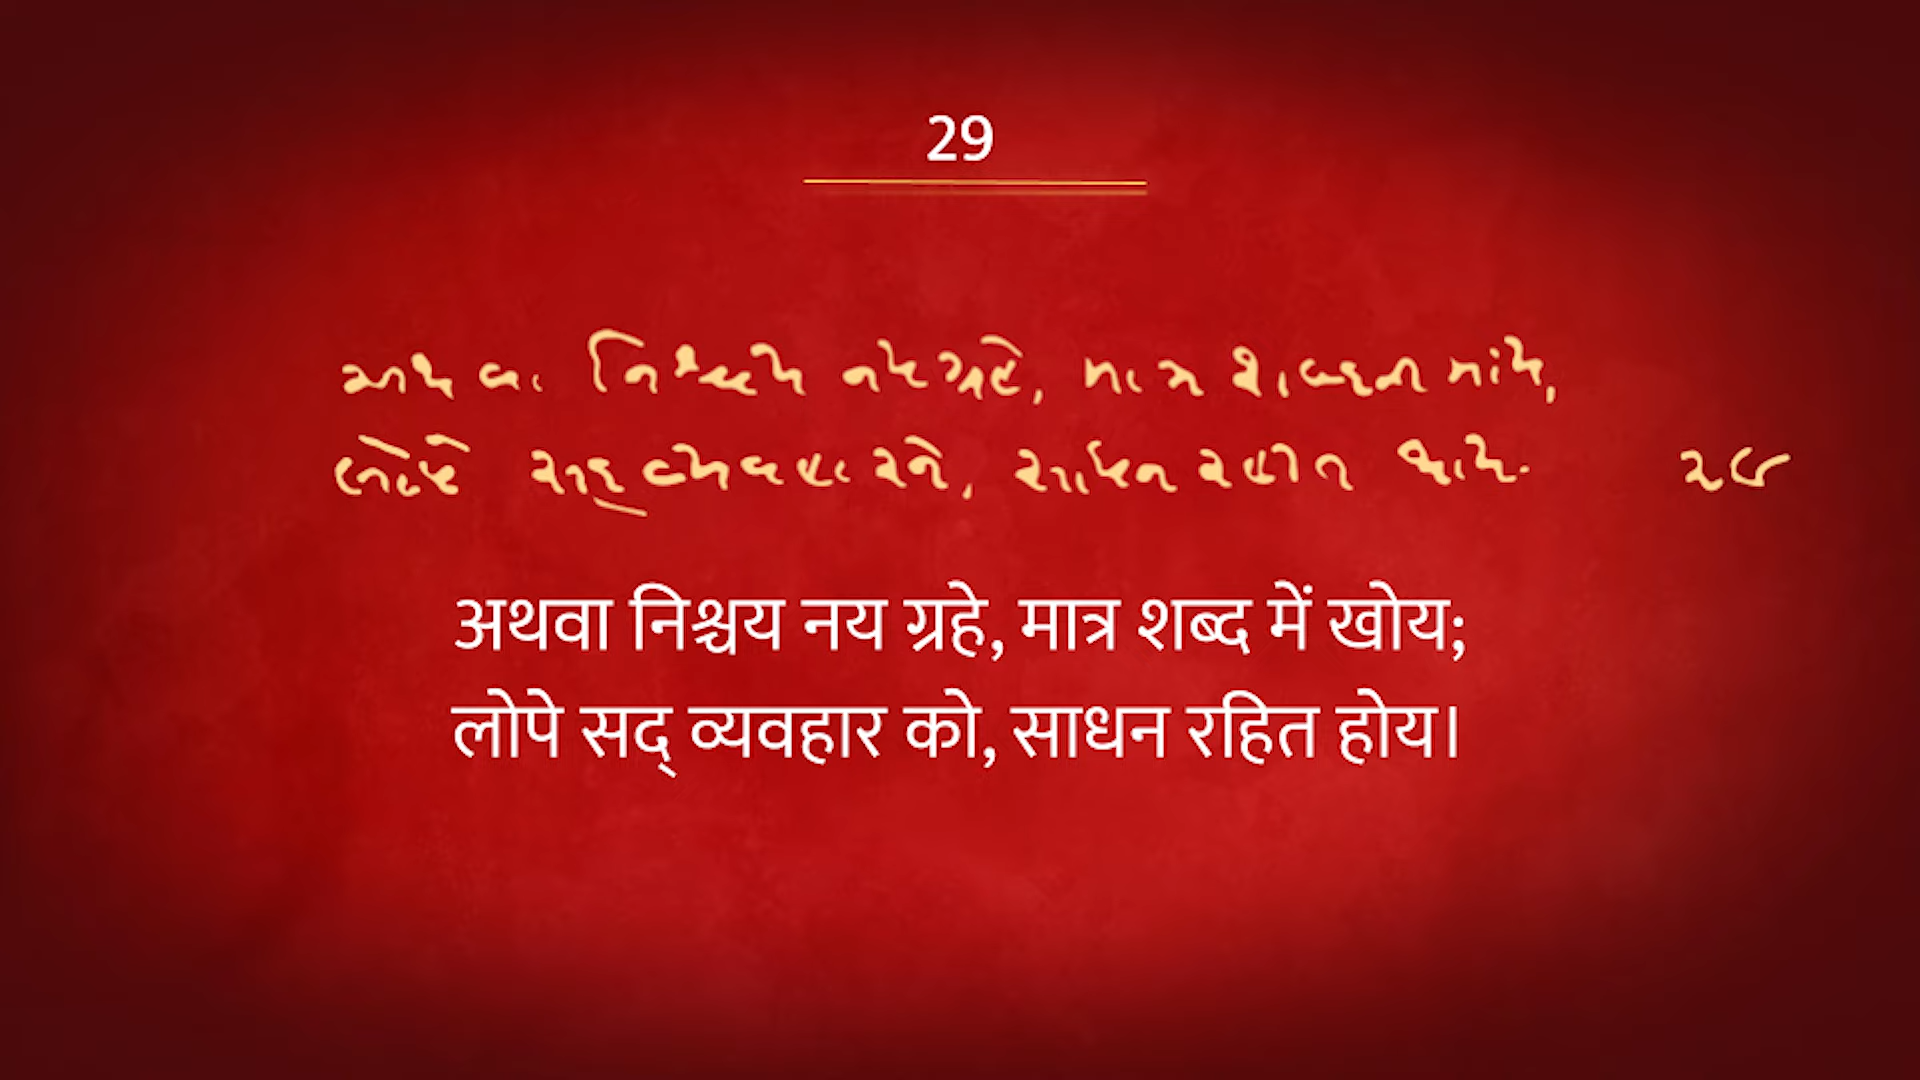 29
અથવા નિશ્ચય નય ગ્રહે, માત્ર શબ્દની માંય,
લોપે સદ્‌વ્યવહારને, સાધન રહીત થાય. ૨૯
अथवा निश्चय नय ग्रहे, मात्र शब्द में खोय;
लोपे सद् व्यवहार को, साधन रहित होय।